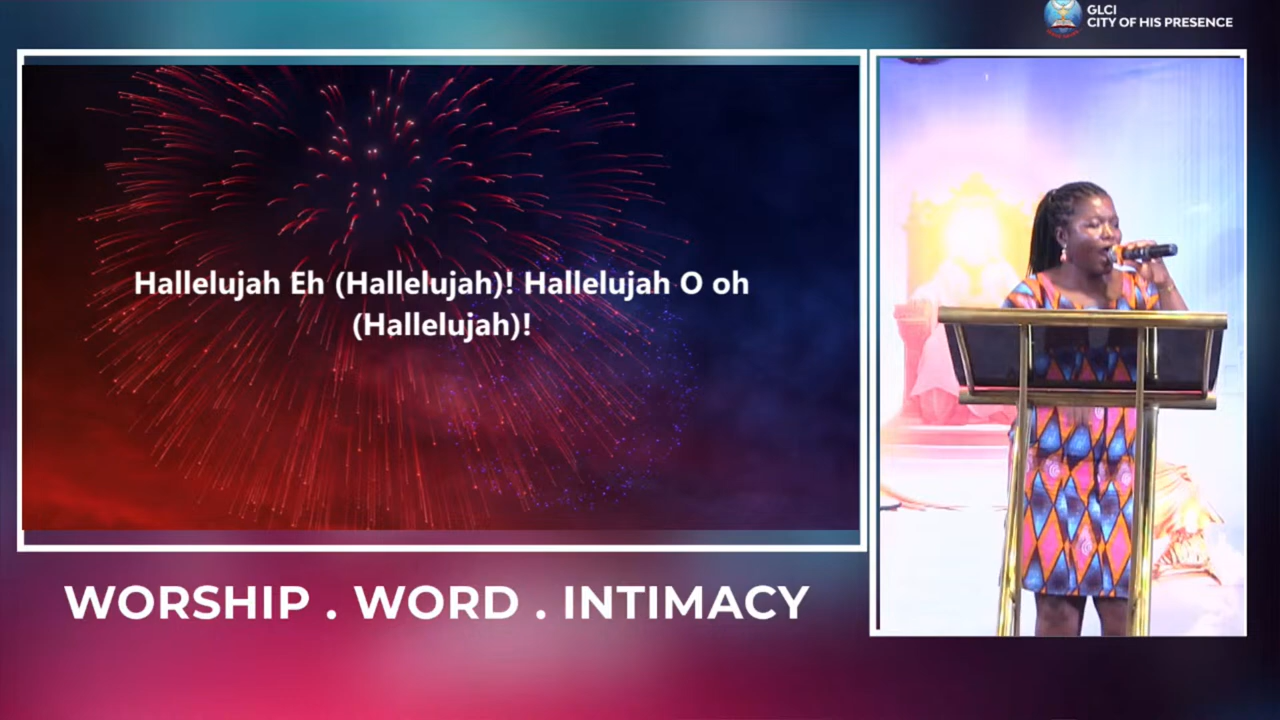 GLCI
CITY OF HIS PRESENCE
Hallelujah Eh (Hallelujah)! Hallelujah O oh
(Hallelujah)!
WORSHIP . WORD . INTIMACY